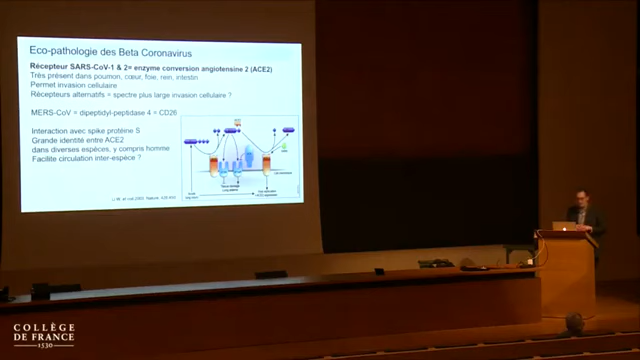 Eco-pathologie des Beta Coronavirus
Récepteur SARS-CoV-1 & 2= enzyme conversion angiotensine 2 (ACE2)
Très présent dans poumon, cœur, foie, rein, intestin
Permet invasion cellulaire
Récepteurs alternatifs = spectre plus large invasion cellulaire ?
MERS-CoV = dipeptidyl-peptidase 4 = CD26
Interaction avec spike protéine S
Grande identité entre ACE2
dans diverses espèces, y compris homme
Facilite circulation inter-espèce ?
COLLÈGE
DE FRANCE
1530